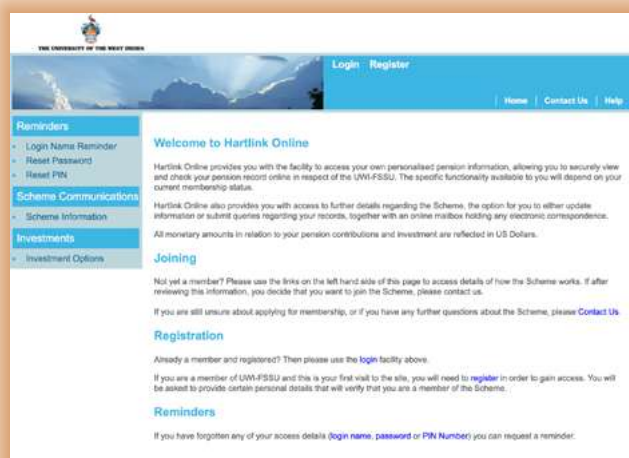 THE UNIVERSITY OF THE WEST INDIES
Login Register
Home | Contact Us | Help
Reminders
Login Name Reminder
Reset Password
Reset PIN
Scheme Communications
Scheme Information
Investments
Investment Options
Welcome to Hartlink Online
Hartlink Online provides you with the facility to access your own personalised pension information, allowing you to securely view
and check your pension record online in respect of the UWI-FSSU. The specific functionality available to you will depend on your
current membership status.
Hartlink Online also provides you with access to further details regarding the Scheme, the option for you to either update
information or submit queries regarding your records, together with an online mailbox holding any electronic correspondence.
All monetary amounts in relation to your pension contributions and investment are reflected in US Dollars.
Joining
Not yet a member? Please use the links on the left hand side of this page to access details of how the Scheme works. If after
reviewing this information, you decide that you want to join the Scheme, please contact us.
If you are still unsure about applying for membership, or if you have any further questions about the Scheme, please Contact Us
Registration
Already a member and registered? Then please use the login facility above.
If you are a member of UWI-FSSU and this is your first visit to the site, you will need to register in order to gain access. You will
be asked to provide certain personal details that will verify that you are a member of the Scheme.
Reminders
If you have forgotten any of your access details (login name, password or PIN Number) you can request a reminder.